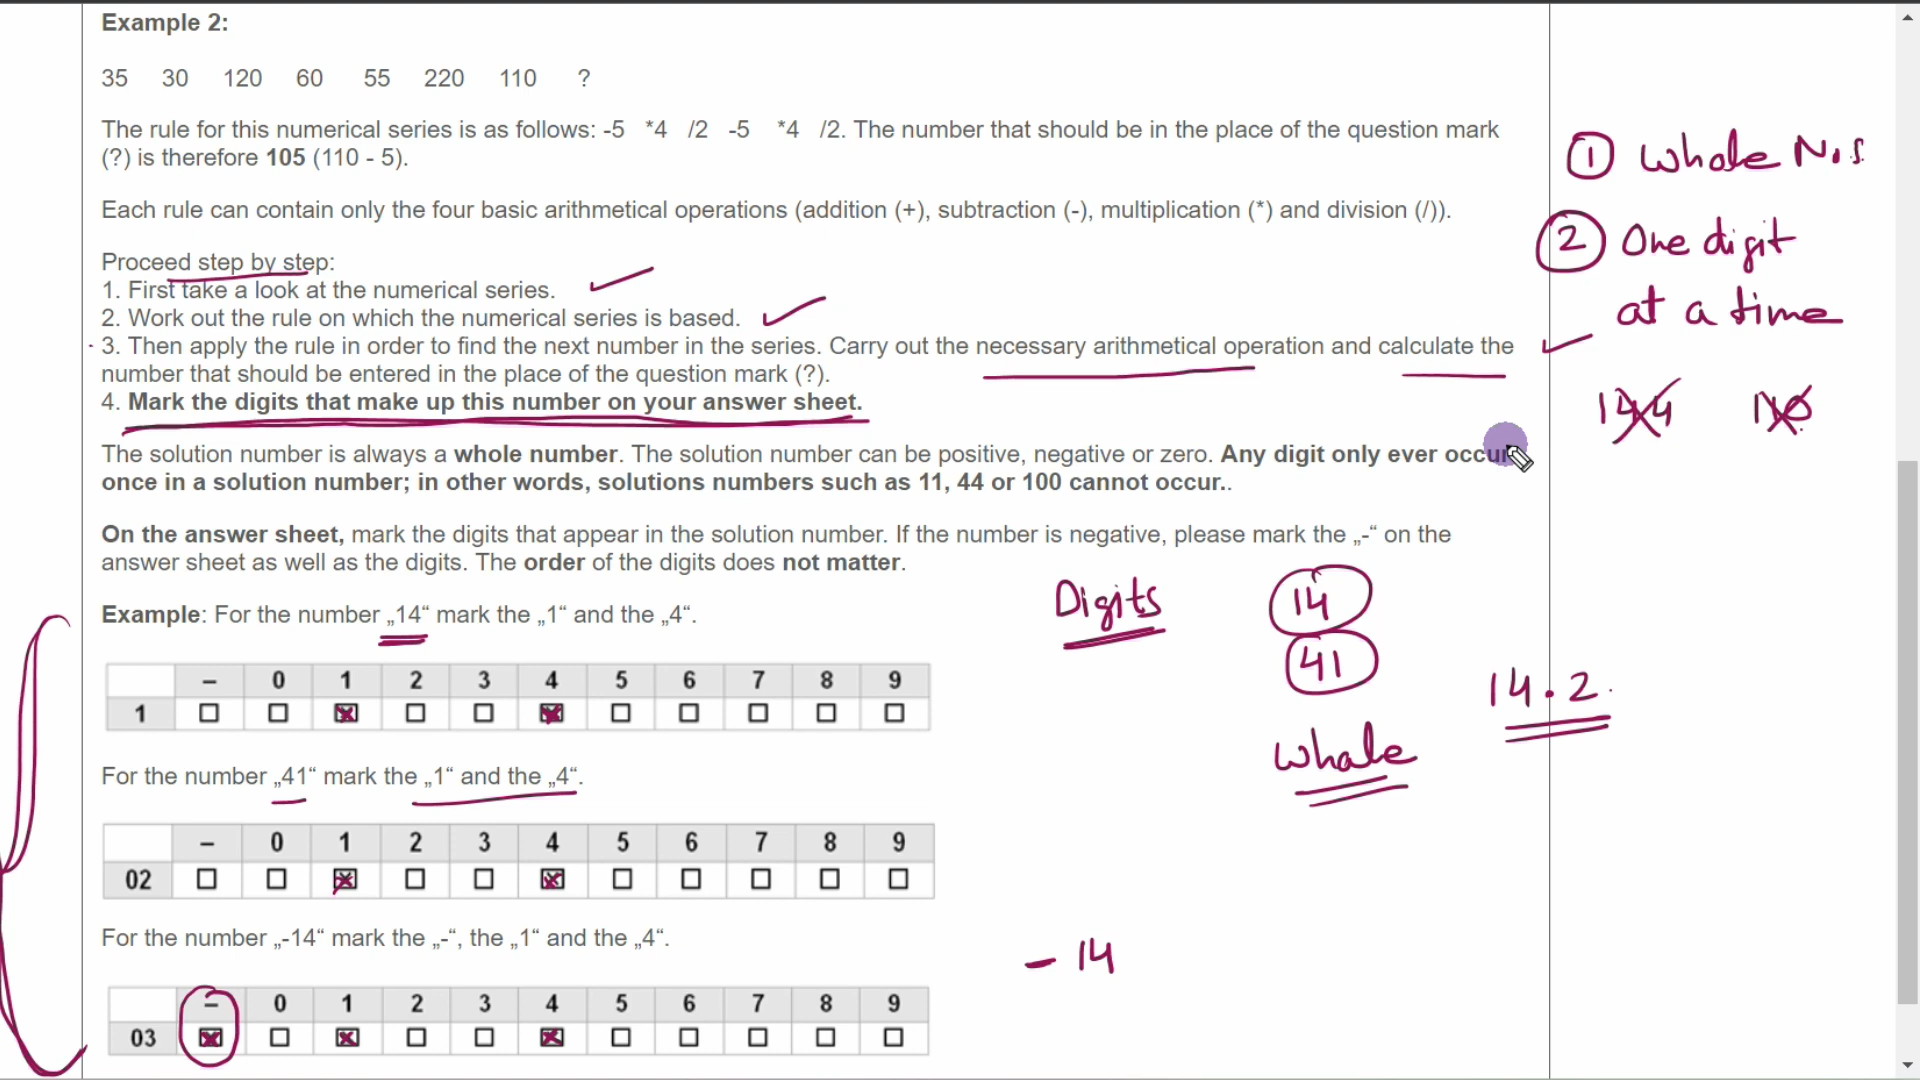 Example 2:
35 30 120 60 55 220 110 ?
The rule for this numerical series is as follows: -5 *4 /2 -5 *4 /2. The number that should be in the place of the question mark
(?) is therefore 105 (110 - 5).
Each rule can contain only the four basic arithmetical operations (addition (+), subtraction (-), multiplication (*) and division (/)).
Proceed step by step:
1. First take a look at the numerical series.
2. Work out the rule on which the numerical series is based.
3. Then apply the rule in order to find the next number in the series. Carry out the necessary arithmetical operation and calculate the
number that should be entered in the place of the question mark (?).
4. Mark the digits that make up this number on your answer sheet.
The solution number is always a whole number. The solution number can be positive, negative or zero. Any digit only ever occur
once in a solution number; in other words, solutions numbers such as 11, 44 or 100 cannot occur..
On the answer sheet, mark the digits that appear in the solution number. If the number is negative, please mark the „-“ on the
answer sheet as well as the digits. The order of the digits does not matter.
Example: For the number „14“ mark the „1“ and the „4“.
– 0 1 2 3 4 5 6 7 8 9
1
For the number „41“ mark the „1“ and the „4“.
– 0 1 2 3 4 5 6 7 8 9
02
For the number „-14“ mark the „-“, the „1“ and the „4“.
– 0 1 2 3 4 5 6 7 8 9
03
1 Whole No.s
2 One digit
at a time
144
Digits
14
41
Whole
14.2
- 14